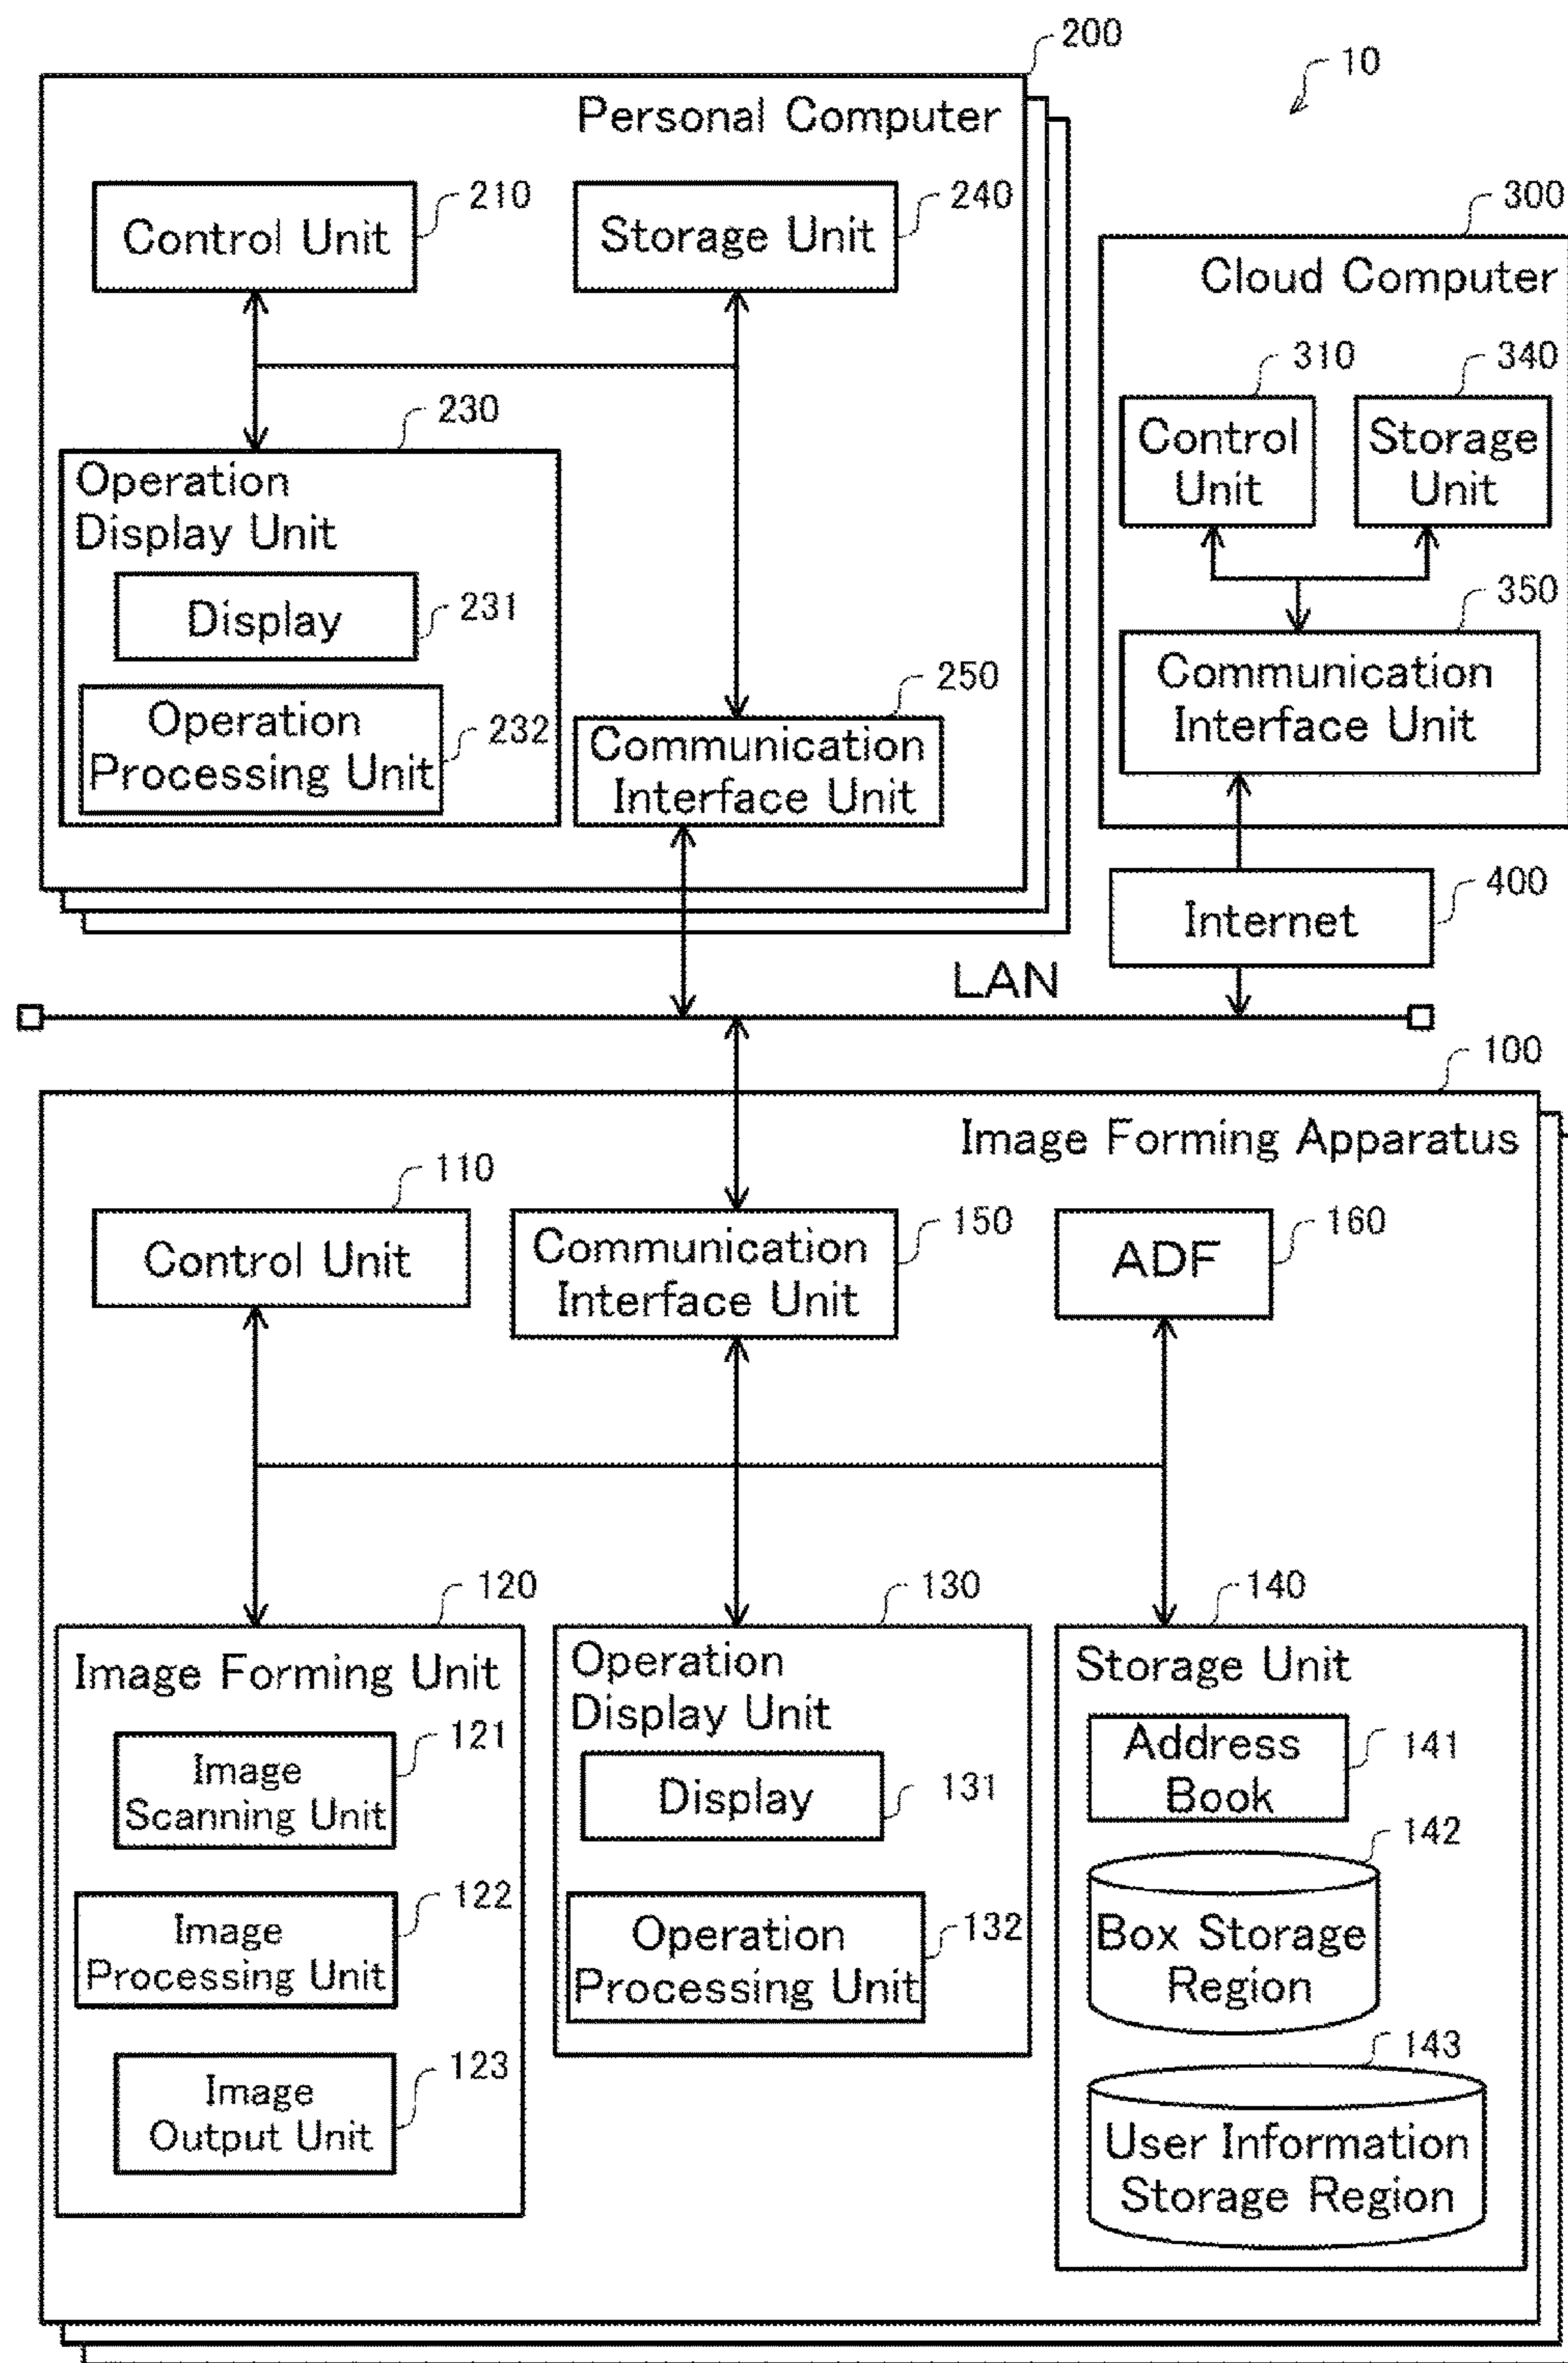 200
10
Personal Computer
210
240
300
Control Unit
Storage Unit
Cloud Computer
310
340
230
Control
Unit
Storage
Unit
Operation
Display Unit
231
Display
350
Communication
Interface Unit
250
Operation
Processing Unit
232
Communication
Interface Unit
400
Internet
LAN
100
Image Forming Apparatus
110
150
160
Control Unit
Communication
Interface Unit
ADF
120
130
140
Image Forming Unit
121
Image
Scanning Unit
122
Image
Processing Unit
123
Image
Output Unit
Operation
Display Unit
Display
131
Operation
Processing Unit
132
Storage Unit
Address
Book
141
142
Box Storage
Region
143
User Information
Storage Region